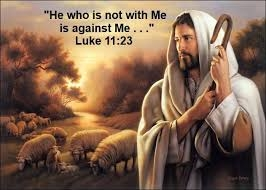 "He who is not with Me
is against Me . . ."
Luke 11:23